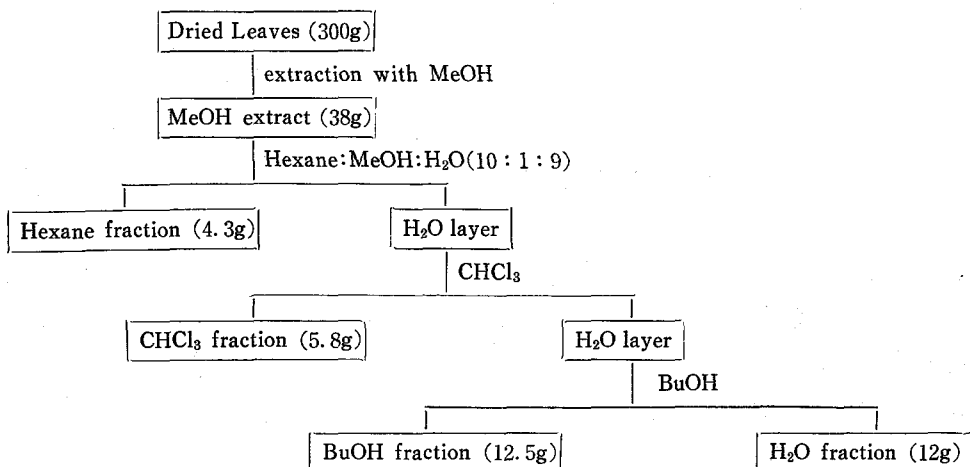 Dried Leaves (300g)
extraction with MeOH
MeOH extract (38g)
Hexane:MeOH:H₂O(10 : 1 : 9)
Hexane fraction (4.3g)
H₂O layer
CHCl₃
CHCl₃ fraction (5.8g)
H₂O layer
BuOH
BuOH fraction (12.5g)
H₂O fraction (12g)